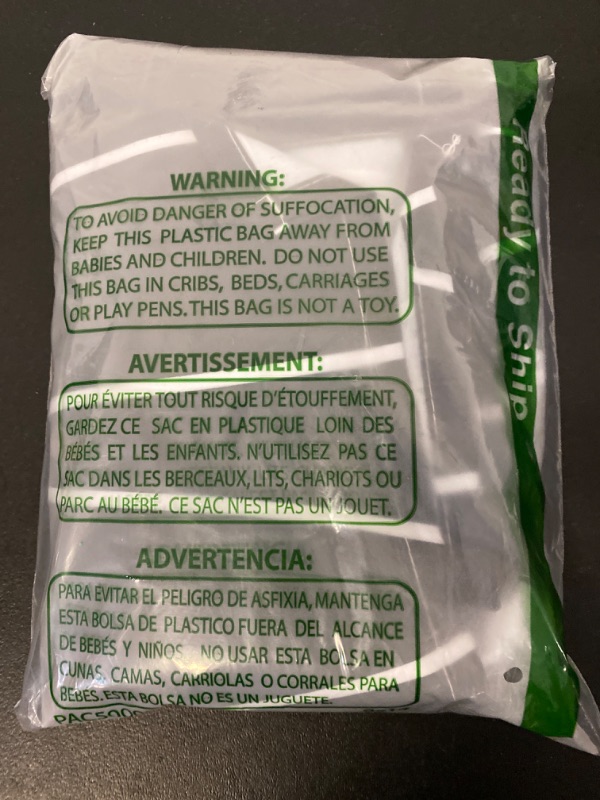 WARNING:
TO AVOID DANGER OF SUFFOCATION,
KEEP THIS PLASTIC BAG AWAY FROM
BABIES AND CHILDREN. DO NOT USE
THIS BAG IN CRIBS, BEDS, CARRIAGES
OR PLAY PENS. THIS BAG IS NOT A TOY.
AVERTISSEMENT:
POUR ÉVITER TOUT RISQUE D'ÉTOUFFEMENT,
GARDEZ CE SAC EN PLASTIQUE LOIN DES
BÉBÉS ET LES ENFANTS. N'UTILISEZ PAS CE
SAC DANS LES BERCEAUX, LITS, CHARIOTS OU
PARC AU BÉBÉ. CE SAC N'EST PAS UN JOUET.
ADVERTENCIA:
PARA EVITAR EL PELIGRO DE ASFIXIA, MANTENGA
ESTA BOLSA DE PLASTICO FUERA DEL ALCANCE
DE BEBÉS Y NIÑOS. NO USAR ESTA BOLSA EN
CUNAS, CAMAS, CARRIOLAS O CORRALES PARA
BEBES. ESTA BOLSA NO ES UN JUGUETE.
Ready to Ship